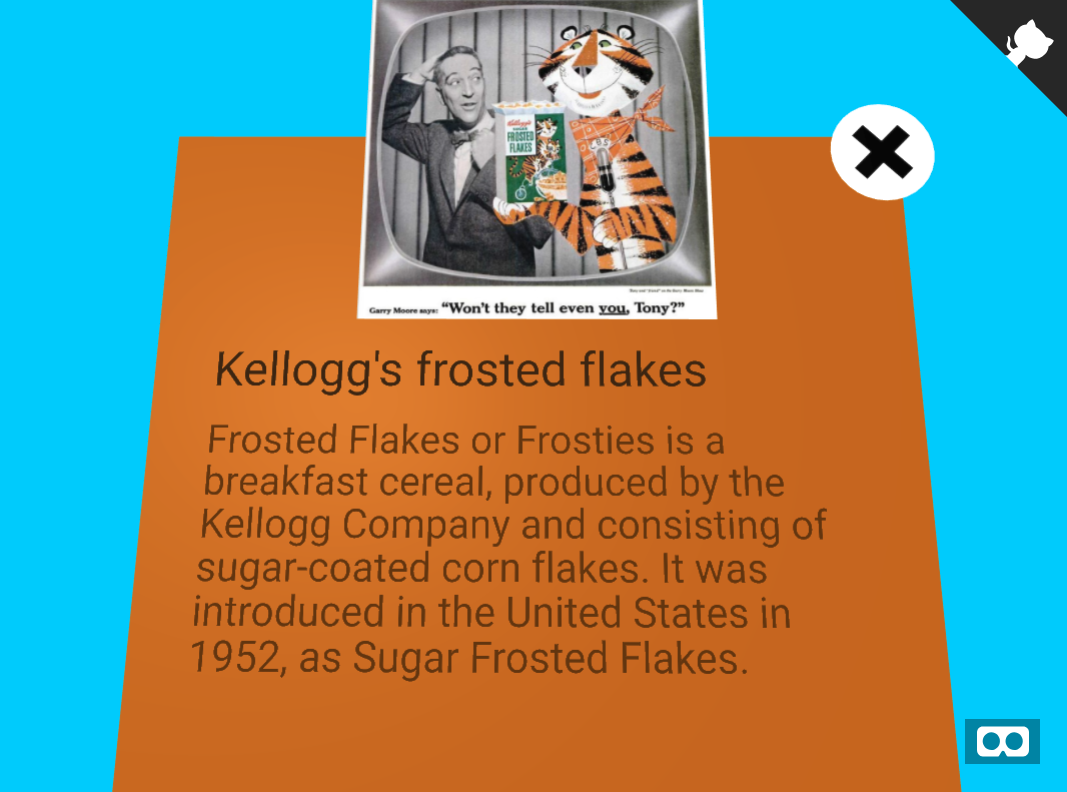 Kellogg's
FROSTED
FLAKES
Garry Moore says: "Won't they tell even you, Tony?"
Kellogg's frosted flakes
Frosted Flakes or Frosties is a
breakfast cereal, produced by the
Kellogg Company and consisting of
sugar-coated corn flakes. It was
introduced in the United States in
1952, as Sugar Frosted Flakes.